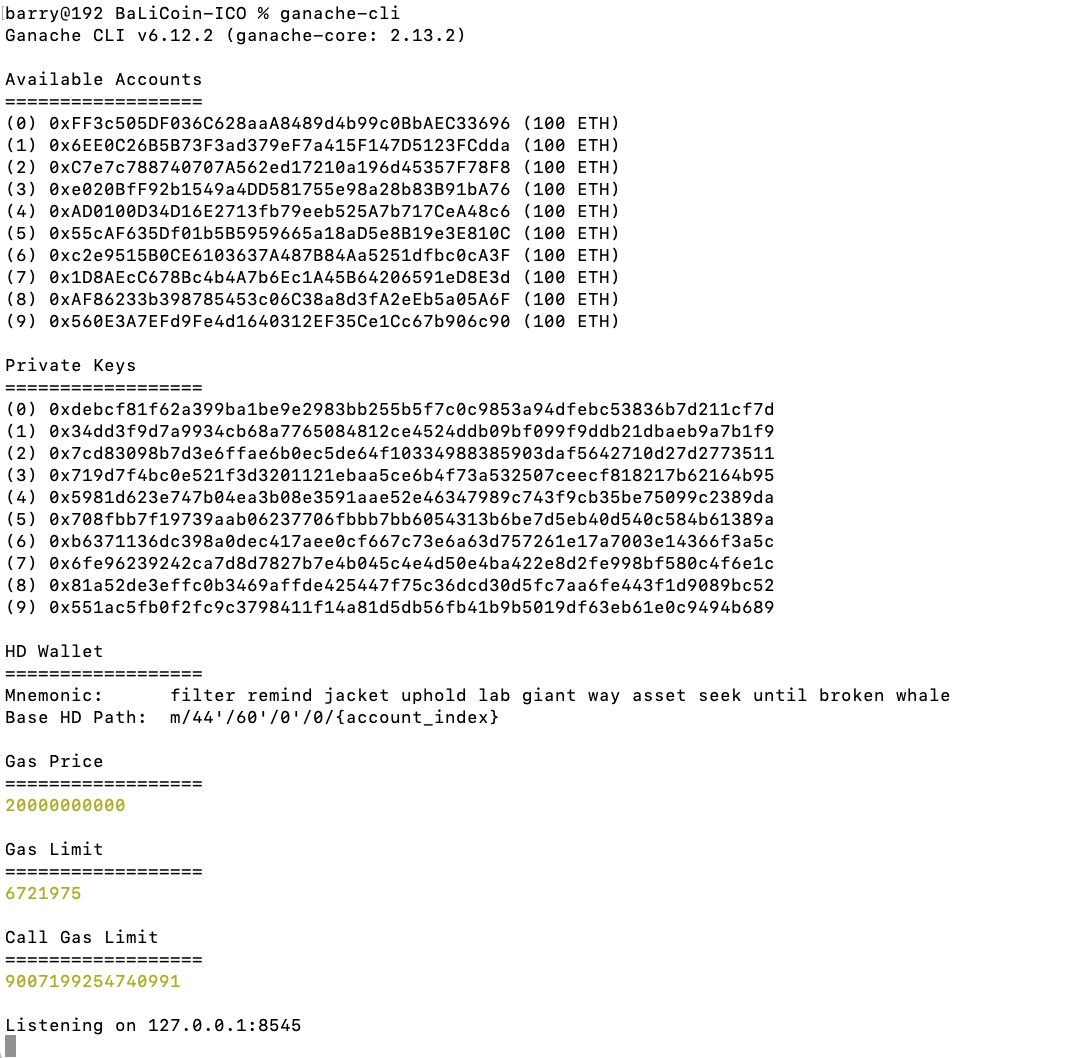 barry@192 BaLiCoin-ICO % ganache-cli
Ganache CLI v6.12.2 (ganache-core: 2.13.2)
Available Accounts
==================
(0) 0xFF3c505DF036C628aaA8489d4b99c0BbAEC33696 (100 ETH)
(1) 0x6EE0C26B5B73F3ad379eF7a415F147D5123FCdda (100 ETH)
(2) 0xC7e7c788740707A562ed17210a196d45357F78F8 (100 ETH)
(3) 0xe020BfF92b1549a4DD581755e98a28b83B91bA76 (100 ETH)
(4) 0xAD0100D34D16E2713fb79eeb525A7b717CeA48c6 (100 ETH)
(5) 0x55cAF635Df01b5B5959665a18aD5e8B19e3E810C (100 ETH)
(6) 0xc2e9515B0CE6103637A487B84Aa5251dfbc0cA3F (100 ETH)
(7) 0x1D8AEcC678Bc4b4A7b6Ec1A45B64206591eD8E3d (100 ETH)
(8) 0xAF86233b398785453c06C38a8d3fA2eEb5a05A6F (100 ETH)
(9) 0x560E3A7EFd9Fe4d1640312EF35Ce1Cc67b906c90 (100 ETH)
Private Keys
==================
(0) 0xdebcf81f62a399ba1be9e2983bb255b5f7c0c9853a94dfebc53836b7d211cf7d
(1) 0x34dd3f9d7a9934cb68a7765084812ce4524ddb09bf099f9ddb21dbaeb9a7b1f9
(2) 0x7cd83098b7d3e6ffae6b0ec5de64f10334988385903daf5642710d27d2773511
(3) 0x719d7f4bc0e521f3d3201121ebaa5ce6b4f73a532507ceecf818217b62164b95
(4) 0x5981d623e747b04ea3b08e3591aae52e46347989c743f9cb35be75099c2389da
(5) 0x708fbb7f19739aab06237706fbbb7bb6054313b6be7d5eb40d540c584b61389a
(6) 0xb6371136dc398a0dec417aee0cf667c73e6a63d757261e17a7003e14366f3a5c
(7) 0x6fe96239242ca7d8d7827b7e4b045c4e4d50e4ba422e8d2fe998bf580c4f6e1c
(8) 0x81a52de3effc0b3469affde425447f75c36dcd30d5fc7aa6fe443f1d9089bc52
(9) 0x551ac5fb0f2fc9c3798411f14a81d5db56fb41b9b5019df63eb61e0c9494b689
HD Wallet
==================
Mnemonic:      filter remind jacket uphold lab giant way asset seek until broken whale
Base HD Path:  m/44'/60'/0'/0/{account_index}
Gas Price
==================
20000000000
Gas Limit
==================
6721975
Call Gas Limit
==================
9007199254740991
Listening on 127.0.0.1:8545